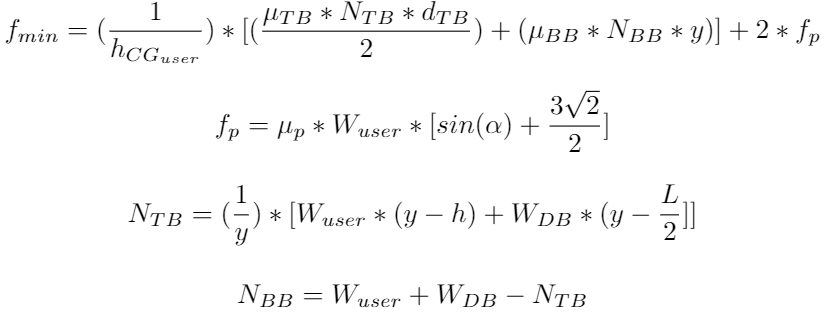 f_{min} = (\frac{1}{h_{CG_{user}}}) * [(\frac{\mu_{TB} * N_{TB} * d_{TB}}{2}) + (\mu_{BB} * N_{BB} * y)] + 2 * f_p
f_p = \mu_p * W_{user} * [sin(\alpha) + \frac{3\sqrt{2}}{2}]
N_{TB} = (\frac{1}{y}) * [W_{user} * (y - h) + W_{DB} * (y - \frac{L}{2}]]
N_{BB} = W_{user} + W_{DB} - N_{TB}